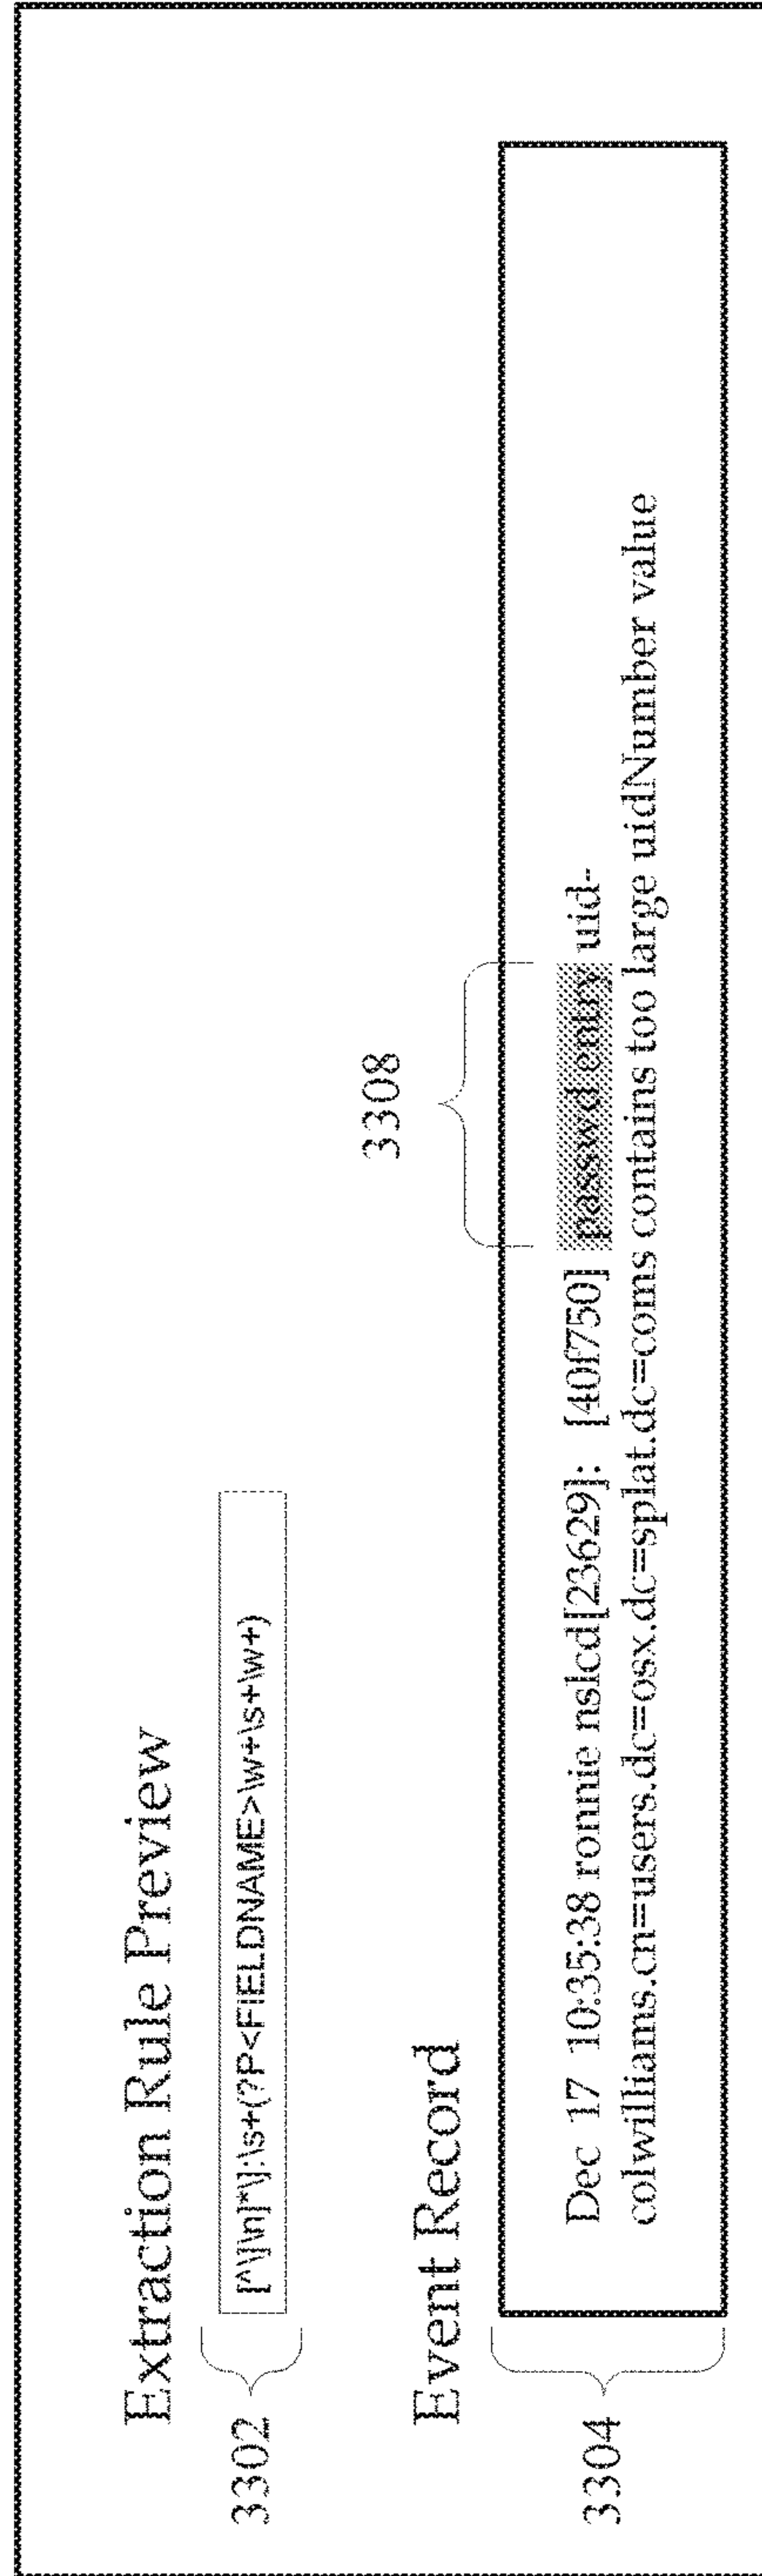 Extraction Rule Preview
3302
[^\]\n]*\]:\s+(?P<FIELDNAME>\w+\s+\w+)
Event Record
3308
3304
Dec 17 10:35:38 ronnie nslcd[23629]: [40f750] passwd entry uid-
colwilliams.cn=users.dc=osx.dc=splat.dc=coms contains too large uidNumber value